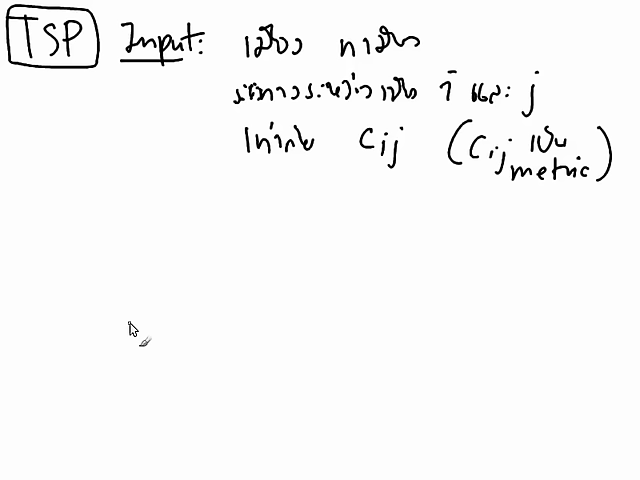 TSP Input: เมือง n เมือง
ระยะทางระหว่างเมือง i และ j
เท่ากับ Cij (Cij เป็น
metric)